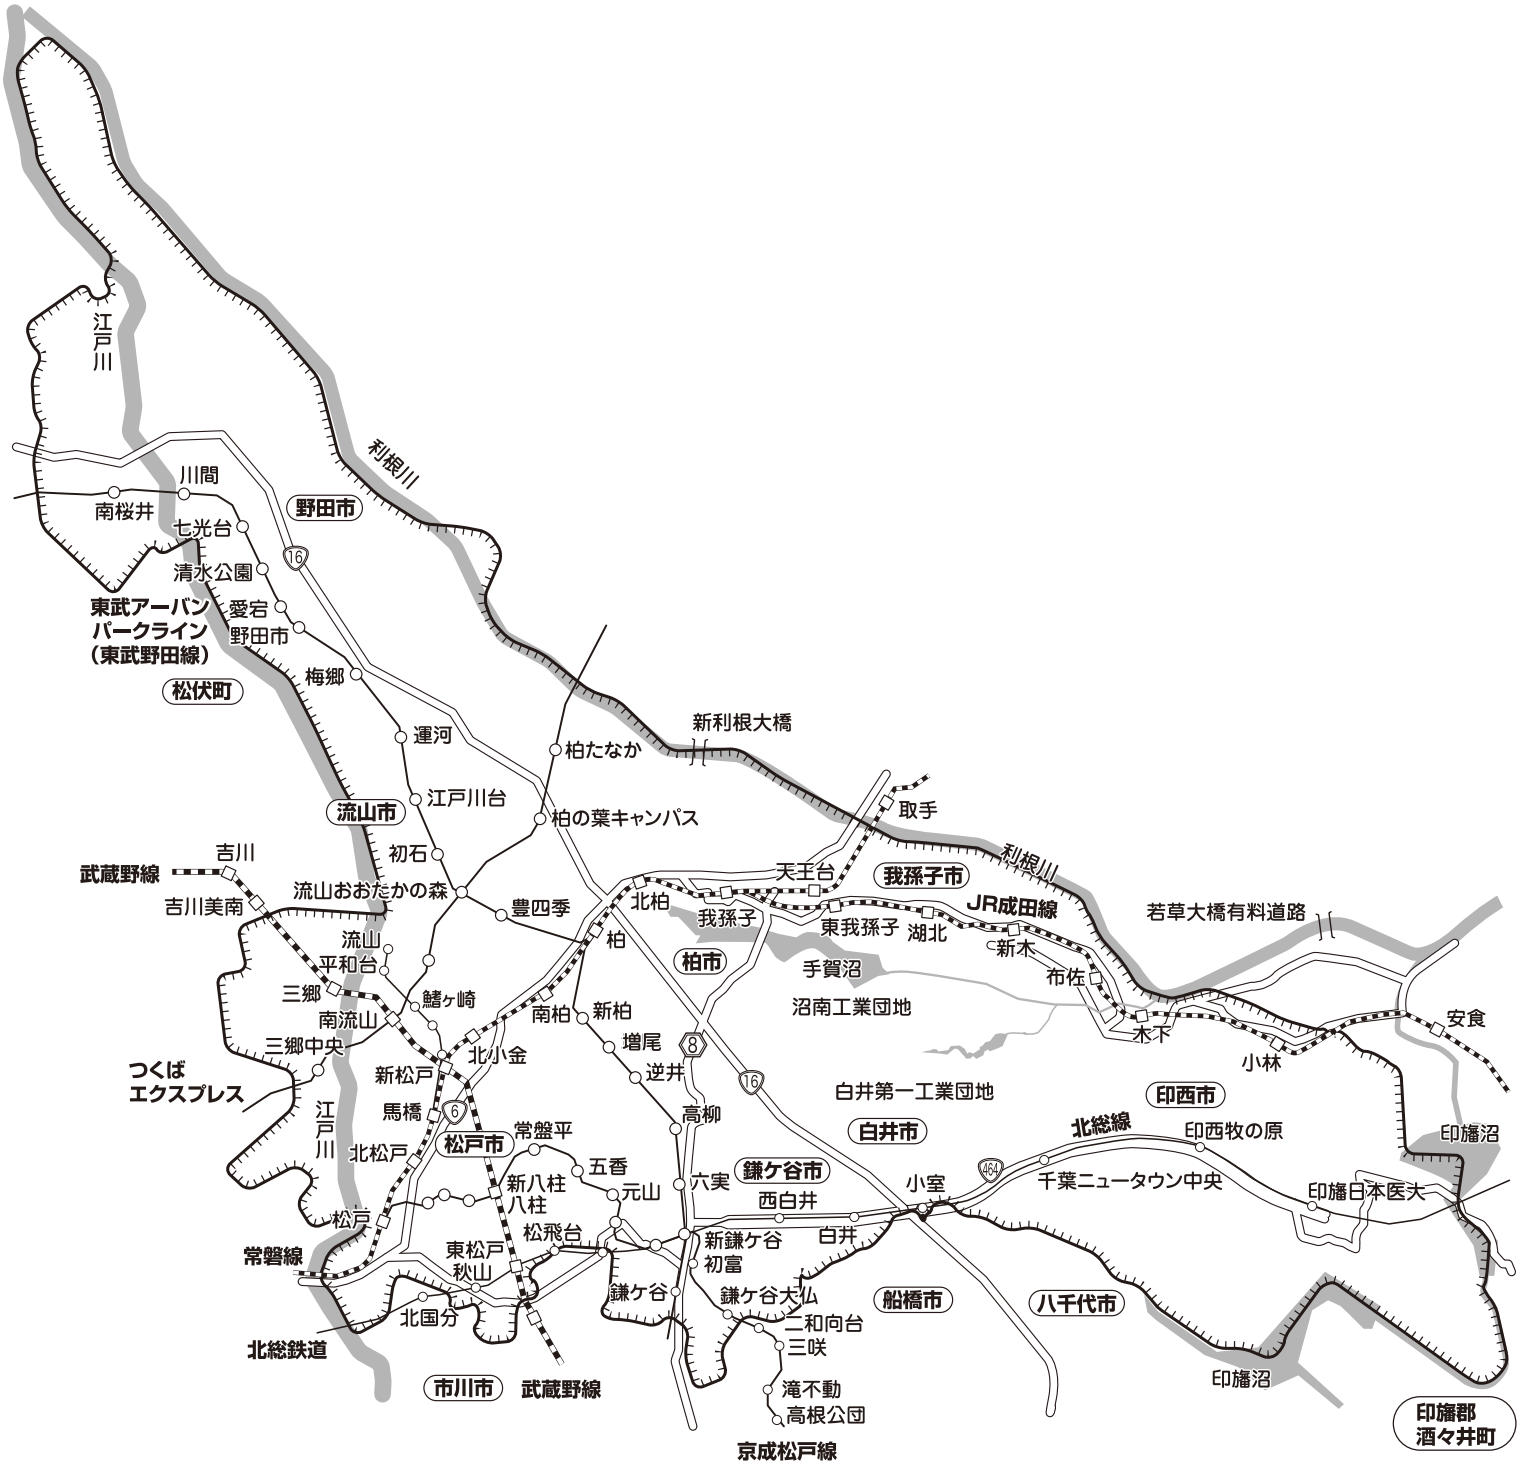 江戸川
利根川
川間
南桜井
野田市
七光台
16
清水公園
東武アーバン
パークライン
(東武野田線)
愛宕
野田市
松伏町
梅郷
新利根大橋
運河
柏たなか
江戸川台
流山市
柏の葉キャンパス
取手
初石
吉川
武蔵野線
天王台
我孫子市
利根川
流山おおたかの森
吉川美南
北柏
豊四季
我孫子
東我孫子
湖北
JR成田線
若草大橋有料道路
流山
柏
新木
平和台
柏市
手賀沼
布佐
三郷
鰭ヶ崎
南柏
新柏
沼南工業団地
南流山
木下
安食
三郷中央
北小金
増尾
8
小林
つくば
エクスプレス
新松戸
逆井
16
白井第一工業団地
印西市
馬橋
6
高柳
江戸川
松戸市
常盤平
白井市
北総線
印西牧の原
印旛沼
北松戸
五香
鎌ケ谷市
464
新八柱
八柱
元山
六実
西白井
小室
千葉ニュータウン中央
印旛日本医大
松戸
松飛台
白井
新鎌ケ谷
常磐線
東松戸
秋山
初富
鎌ケ谷
鎌ケ谷大仏
船橋市
八千代市
北国分
二和向台
三咲
北総鉄道
市川市
武蔵野線
滝不動
印旛沼
高根公団
印旛郡
酒々井町
京成松戸線